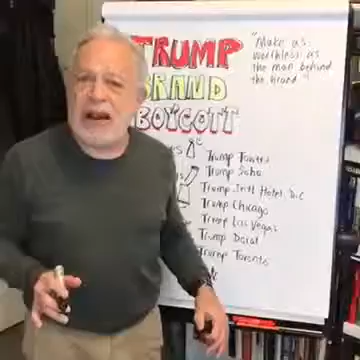 TRUMP
BRAND
BOYCOTT
"Make as
worthless as
the man behind
the brand"
Trump Towers
Trump Soho
Trump Int'l Hotel D.C
Trump Chicago
Trump Las Vegas
Trump Doral
Trump Toronto